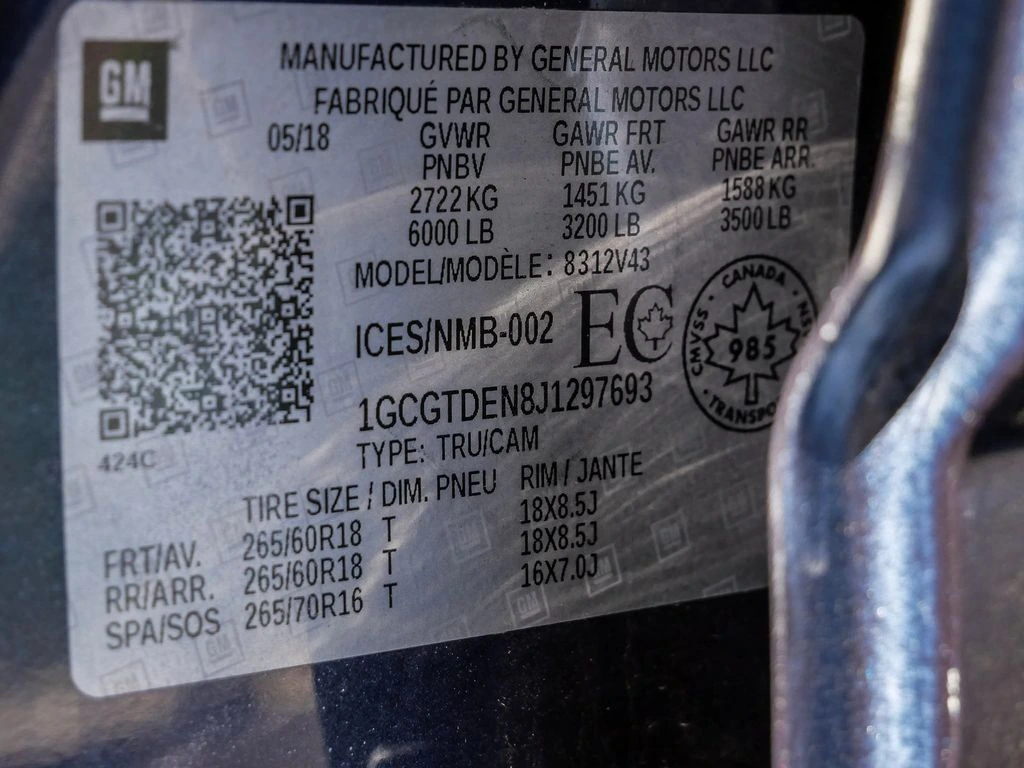 GM
MANUFACTURED BY GENERAL MOTORS LLC
FABRIQUÉ PAR GENERAL MOTORS LLC
05/18 GVWR GAWR FRT GAWR RR
PNBV PNBE AV. PNBE ARR.
2722 KG 1451 KG 1588 KG
6000 LB 3200 LB 3500 LB
MODEL/MODÈLE: 8312V43
ICES/NMB-002 EC
CANADA
CMVSS 985 NSV
TRANSPO
1GCGTDEN8J1297693
424C
TYPE: TRU/CAM
TIRE SIZE / DIM. PNEU RIM / JANTE
FRT/AV. 265/60R18 T 18X8.5J
RR/ARR. 265/60R18 T 18X8.5J
SPA/SOS 265/70R16 T 16X7.0J